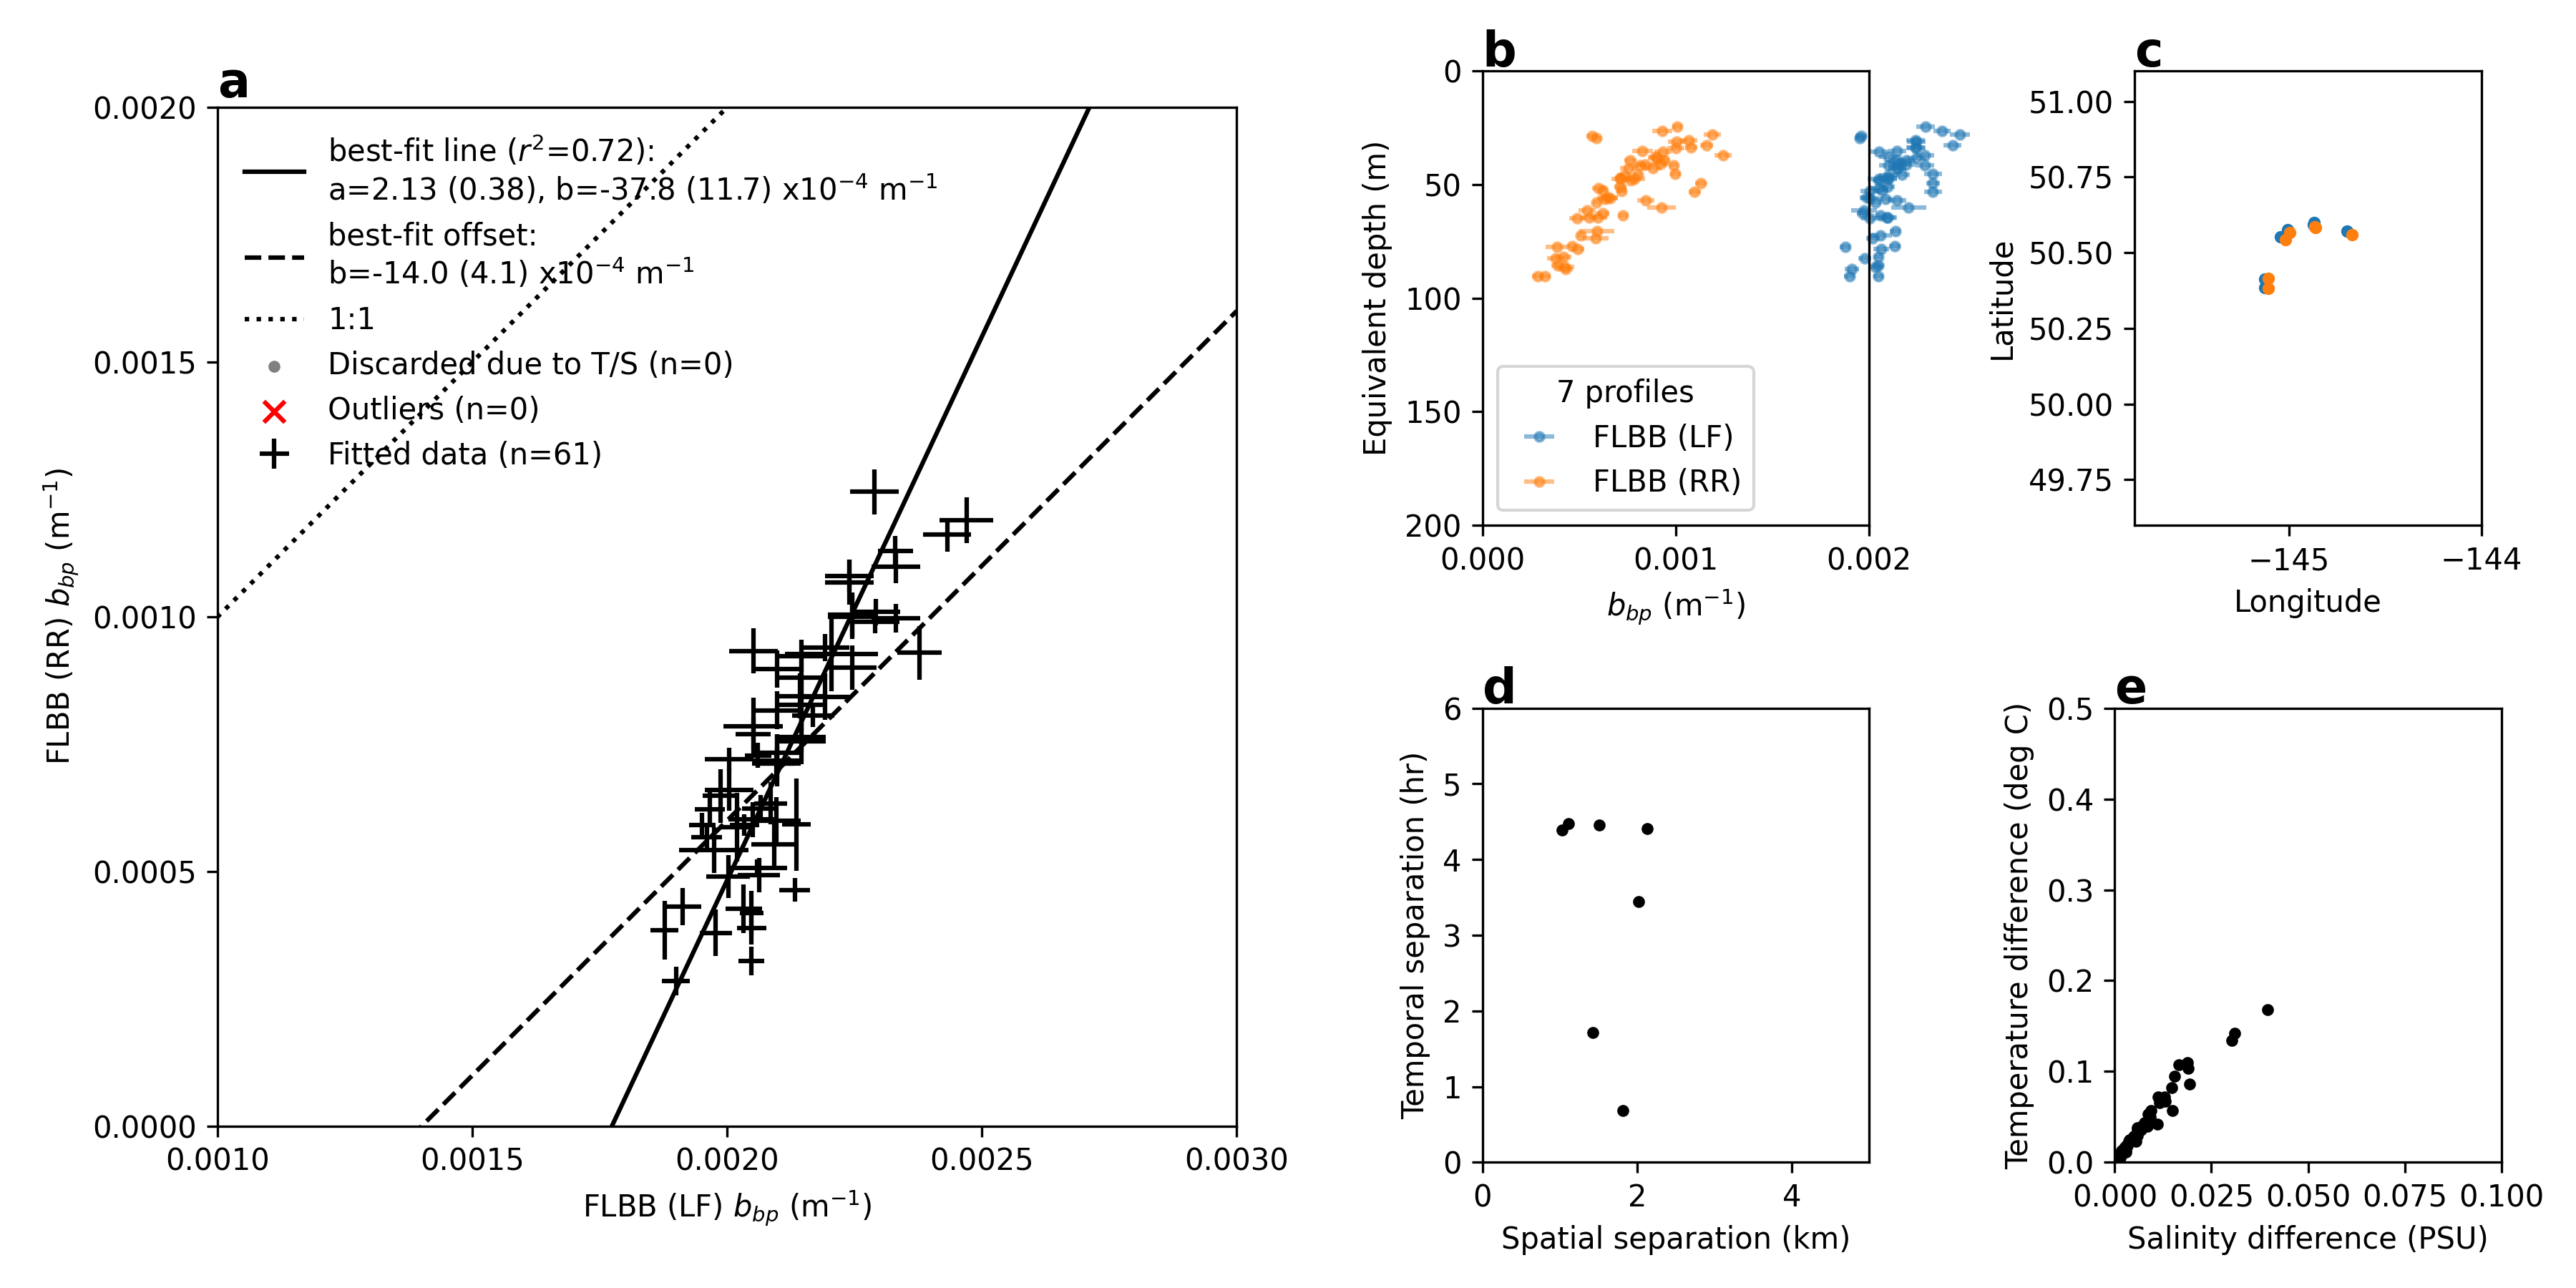 a
0.0020
0.0015
0.0010
0.0005
0.0000
FLBB (RR) b_bp (m⁻¹)
best-fit line (r²=0.72):
a=2.13 (0.38), b=-37.8 (11.7) x10⁻⁴ m⁻¹
best-fit offset:
b=-14.0 (4.1) x10⁻⁴ m⁻¹
1:1
Discarded due to T/S (n=0)
Outliers (n=0)
Fitted data (n=61)
0.0010 0.0015 0.0020 0.0025 0.0030
FLBB (LF) b_bp (m⁻¹)
b
0
50
100
150
200
Equivalent depth (m)
7 profiles
FLBB (LF)
FLBB (RR)
0.000 0.001 0.002
b_bp (m⁻¹)
c
51.00
50.75
50.50
50.25
50.00
49.75
Latitude
−145 −144
Longitude
d
6
5
4
3
2
1
0
Temporal separation (hr)
0 2 4
Spatial separation (km)
e
0.5
0.4
0.3
0.2
0.1
0.0
Temperature difference (deg C)
0.000 0.025 0.050 0.075 0.100
Salinity difference (PSU)